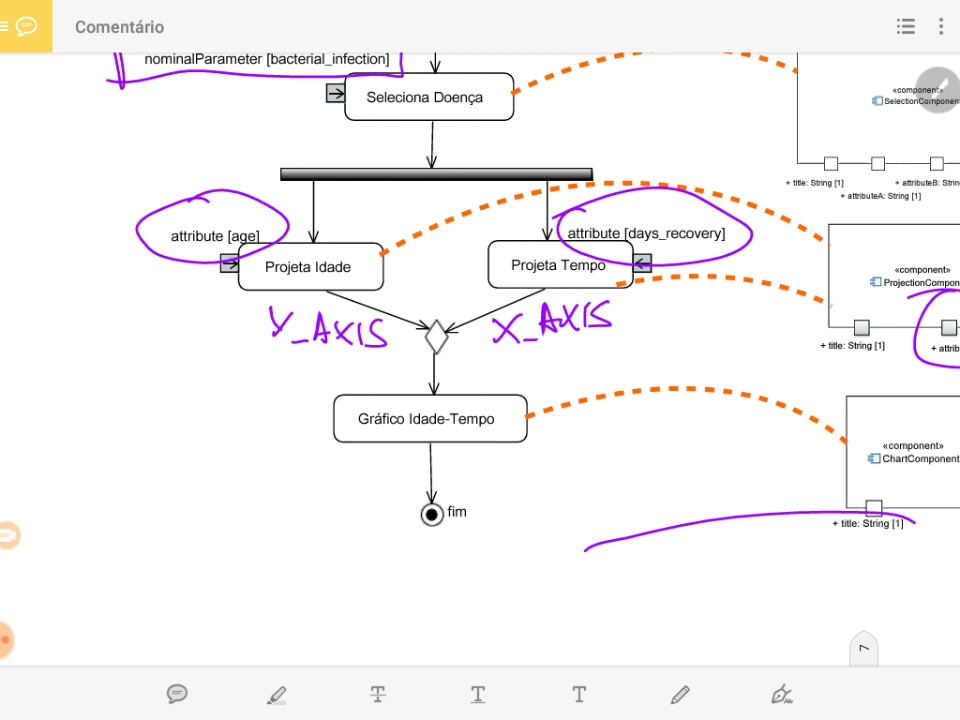 Comentário
nominalParameter [bacterial_infection]
Seleciona Doença
«component»
SelectionComponent
+ title: String [1]
+ attributeB: Strin
+ attributeA: String [1]
attribute [age]
attribute [days_recovery]
Projeta Idade
Projeta Tempo
«component»
ProjectionCompon
Y_AXIS
X_AXIS
+ title: String [1]
+ attrib
Gráfico Idade-Tempo
«component»
ChartComponent
fim
+ title: String [1]
7
T
T
T